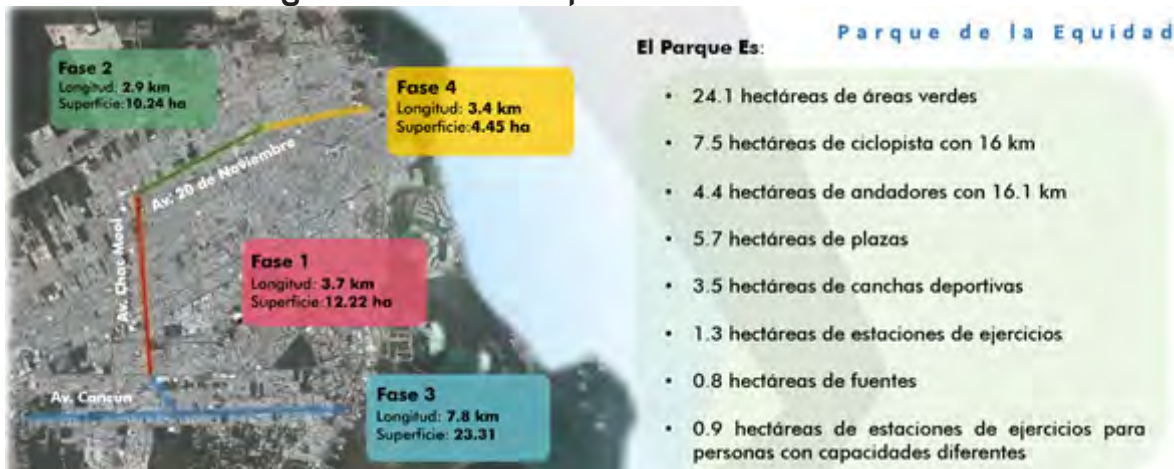 Fase 2
Longitud: 2.9 km
Superficie:10.24 ha
Fase 4
Longitud: 3.4 km
Superficie:4.45 ha
Av. 20 de Noviembre
Av. Chac Mool
Fase 1
Longitud: 3.7 km
Superficie:12.22 ha
Av. Cancun
Fase 3
Longitud: 7.8 km
Superficie: 23.31
Parque de la Equidad
El Parque Es:
• 24.1 hectáreas de áreas verdes
• 7.5 hectáreas de ciclopista con 16 km
• 4.4 hectáreas de andadores con 16.1 km
• 5.7 hectáreas de plazas
• 3.5 hectáreas de canchas deportivas
• 1.3 hectáreas de estaciones de ejercicios
• 0.8 hectáreas de fuentes
• 0.9 hectáreas de estaciones de ejercicios para
personas con capacidades diferentes